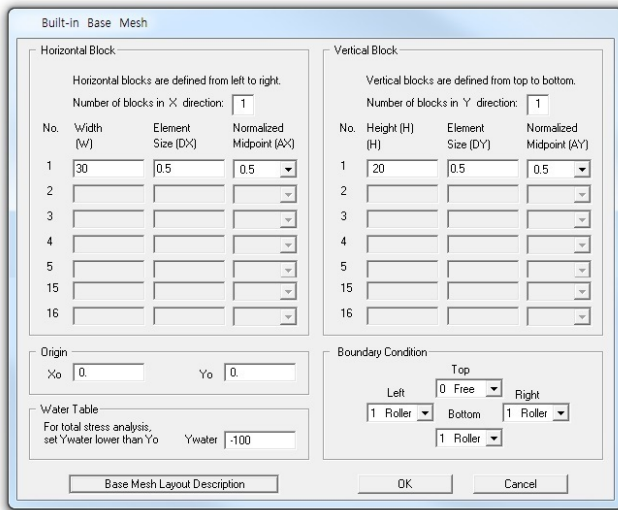 Built-in Base Mesh
Horizontal Block
Horizontal blocks are defined from left to right.
Number of blocks in X direction: 1
No. Width (W) Element Size (DX) Normalized Midpoint (AX)
1 30 0.5 0.5
2
3
4
5
15
16
Vertical Block
Vertical blocks are defined from top to bottom.
Number of blocks in Y direction: 1
No. Height (H) (H) Element Size (DY) Normalized Midpoint (AY)
1 20 0.5 0.5
2
3
4
5
15
16
Origin
Xo 0. Yo 0.
Water Table
For total stress analysis,
set Ywater lower than Yo Ywater -100
Boundary Condition
Top
0 Free
Left
1 Roller
Right
1 Roller
Bottom
1 Roller
Base Mesh Layout Description
OK
Cancel